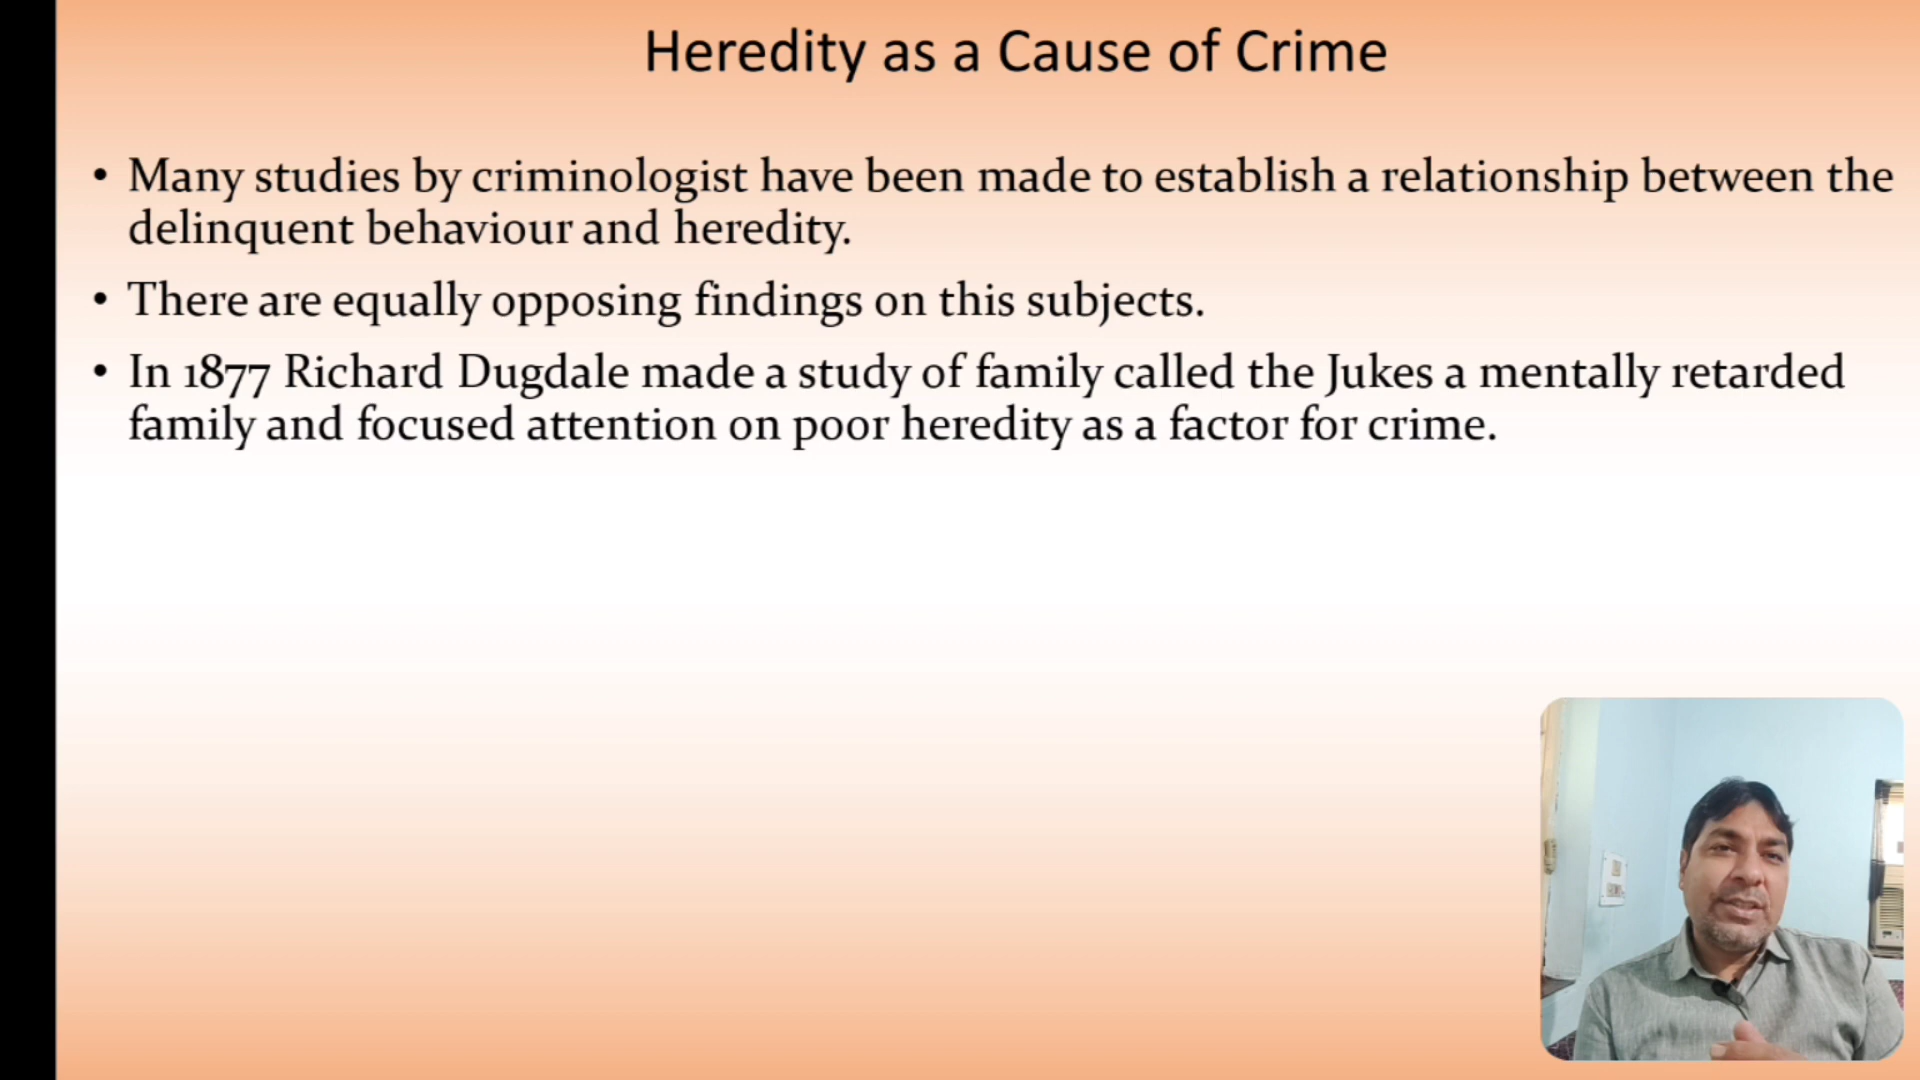 Heredity as a Cause of Crime
• Many studies by criminologist have been made to establish a relationship between the
delinquent behaviour and heredity.
• There are equally opposing findings on this subjects.
• In 1877 Richard Dugdale made a study of family called the Jukes a mentally retarded
family and focused attention on poor heredity as a factor for crime.